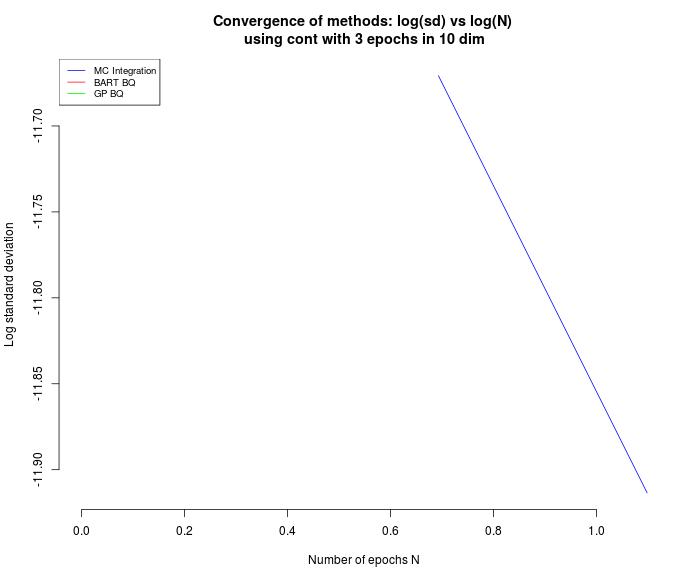 Convergence of methods: log(sd) vs log(N)
using cont with 3 epochs in 10 dim
MC Integration
BART BQ
GP BQ
Log standard deviation
-11.70
-11.75
-11.80
-11.85
-11.90
0.0 0.2 0.4 0.6 0.8 1.0
Number of epochs N